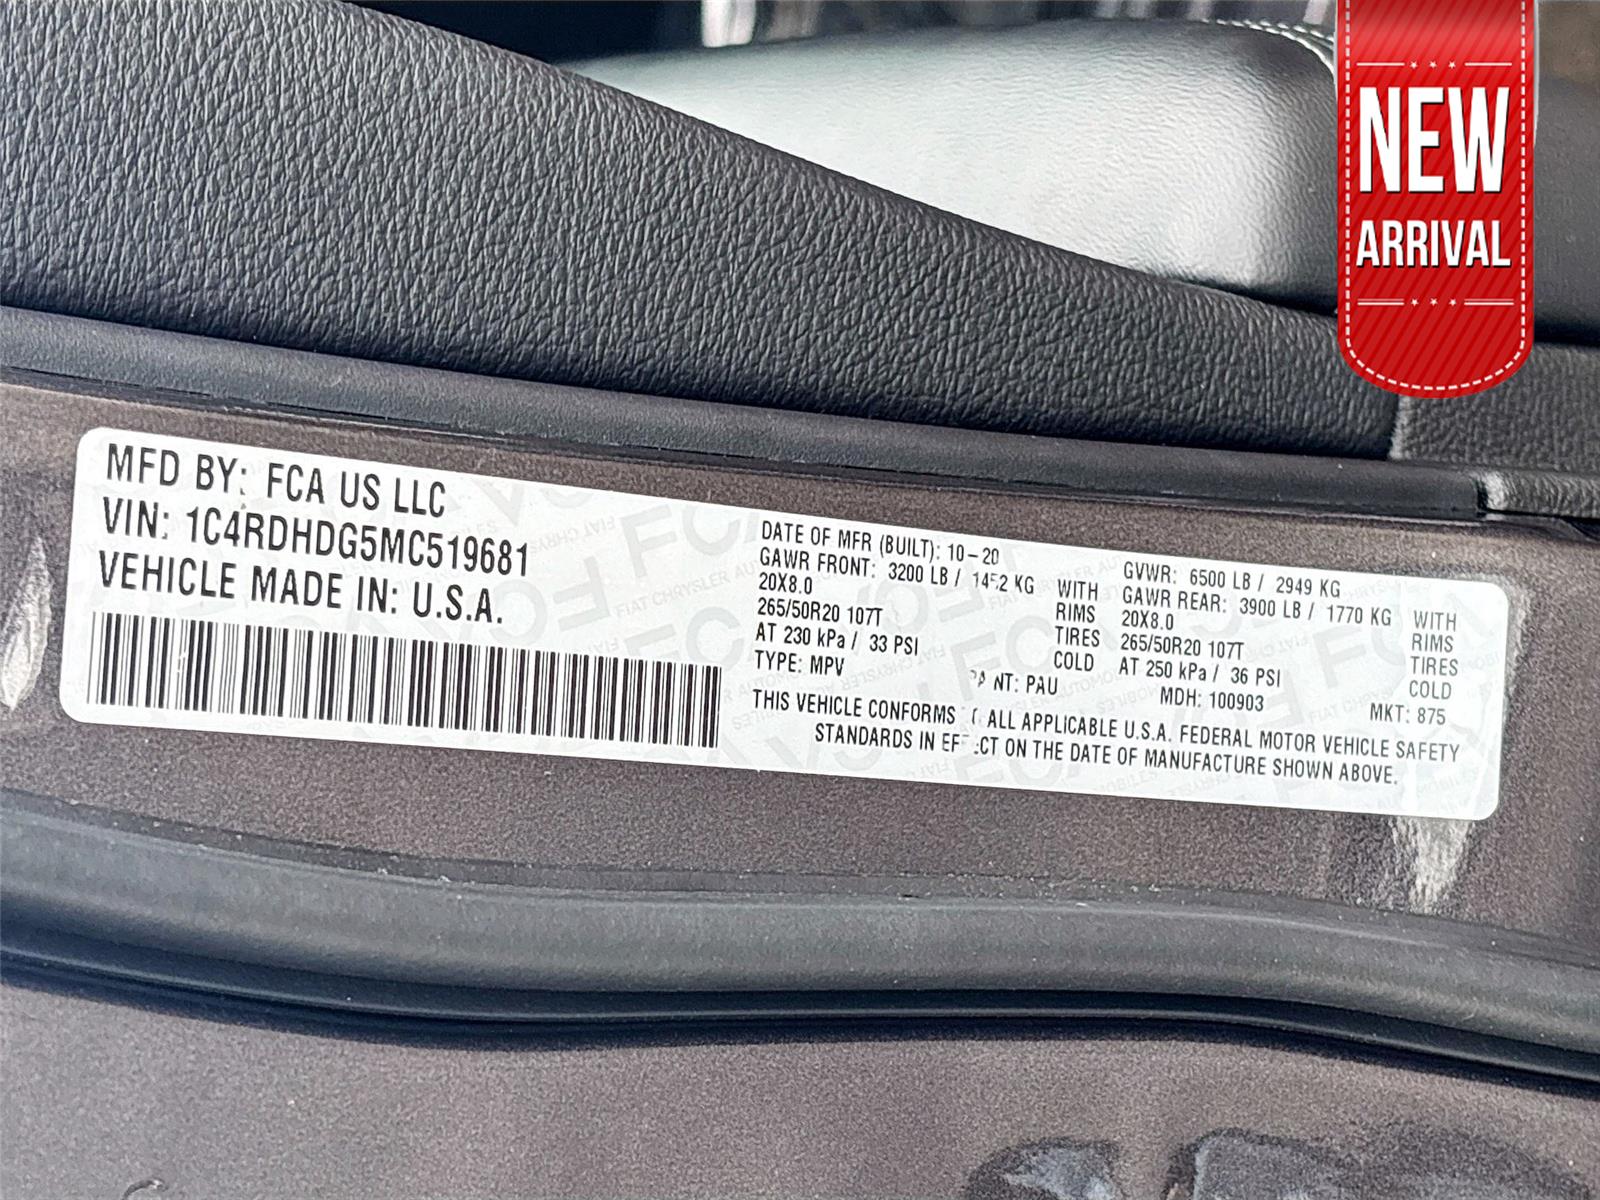 NEW
ARRIVAL
MFD BY: FCA US LLC
VIN: 1C4RDHDG5MC519681
VEHICLE MADE IN: U.S.A.
DATE OF MFR (BUILT): 10-20
GAWR FRONT: 3200 LB / KG WITH
20X8.0 RIMS
265/50R20 107T TIRES
AT 230 kPa / 33 PSI COLD
TYPE: MPV
GVWR: 6500 LB / 2949 KG
GAWR REAR: 3900 LB / 1770 KG WITH
20X8.0 RIMS
265/50R20 107T TIRES
AT 250 kPa / 36 PSI COLD
PAU MDH: 100903 MKT: 875
THIS VEHICLE CONFORMS ALL APPLICABLE U.S.A. FEDERAL MOTOR VEHICLE SAFETY
STANDARDS IN ON THE DATE OF MANUFACTURE SHOWN ABOVE.